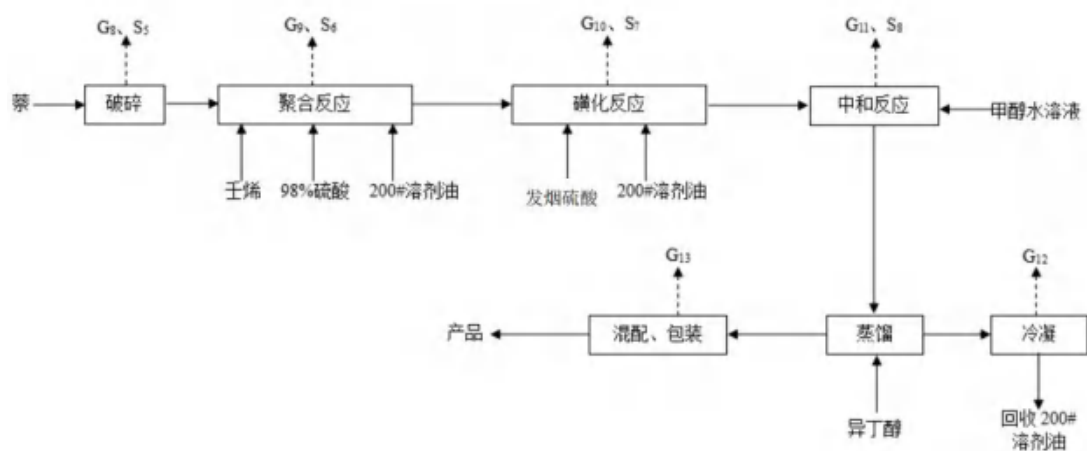 G₈、S₅
G₉、S₆
G₁₀、S₇
G₁₁、S₈
萘
破碎
聚合反应
磺化反应
中和反应
甲醇水溶液
壬烯
98%硫酸
200#溶剂油
发烟硫酸
200#溶剂油
G₁₃
G₁₂
产品
混配、包装
蒸馏
冷凝
异丁醇
回收 200#
溶剂油